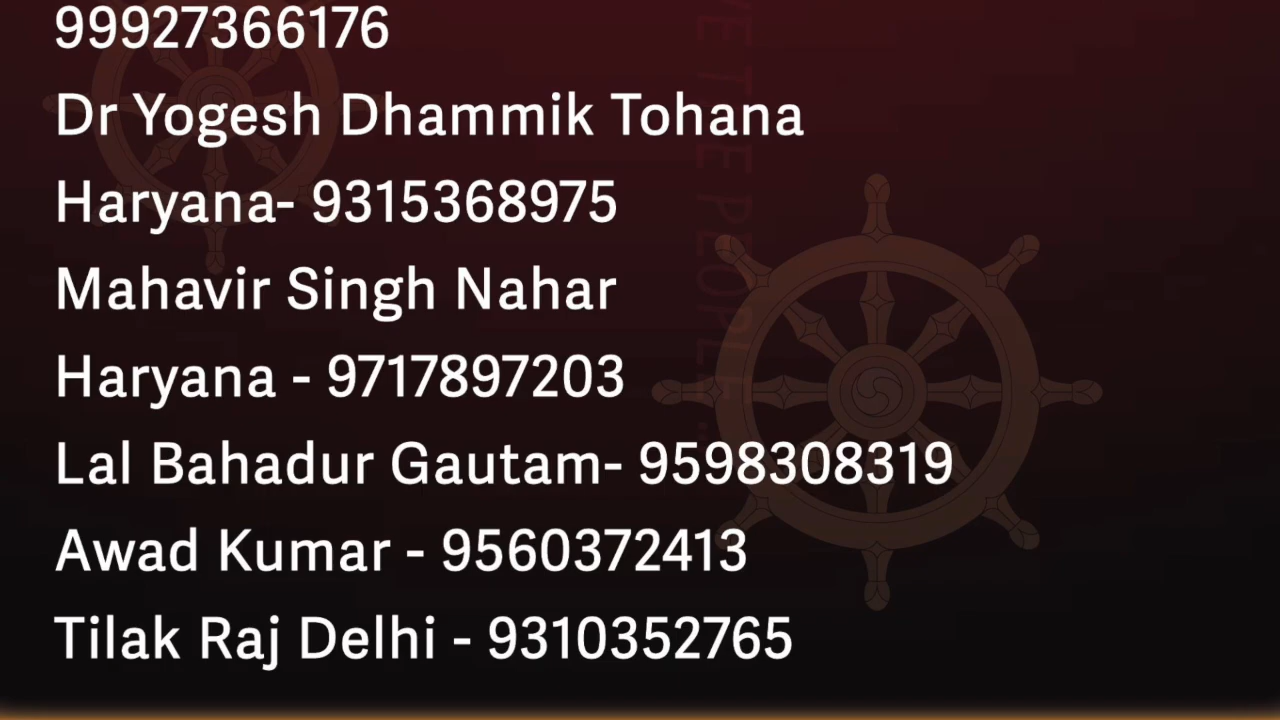 99927366176
Dr Yogesh Dhammik Tohana
Haryana- 9315368975
Mahavir Singh Nahar
Haryana - 9717897203
Lal Bahadur Gautam- 9598308319
Awad Kumar - 9560372413
Tilak Raj Delhi - 9310352765
PEOPLE